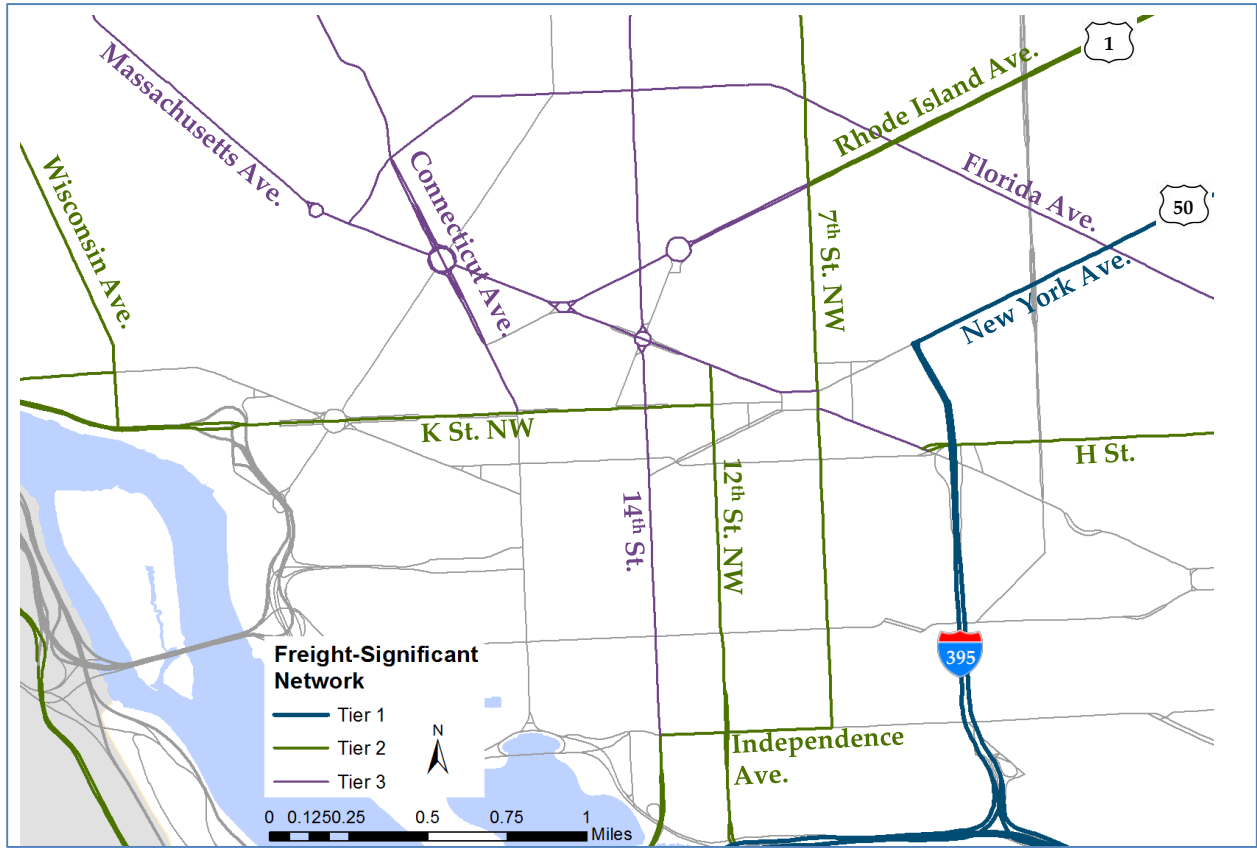 1
Massachusetts Ave.
Rhode Island Ave.
Wisconsin Ave.
Connecticut Ave.
Florida Ave.
50
7th St. NW
New York Ave.
K St. NW
H St.
14th St.
12th St. NW
395
Freight-Significant
Network
Tier 1
Tier 2
Tier 3
N
Independence
Ave.
0 0.1250.25 0.5 0.75 1
Miles